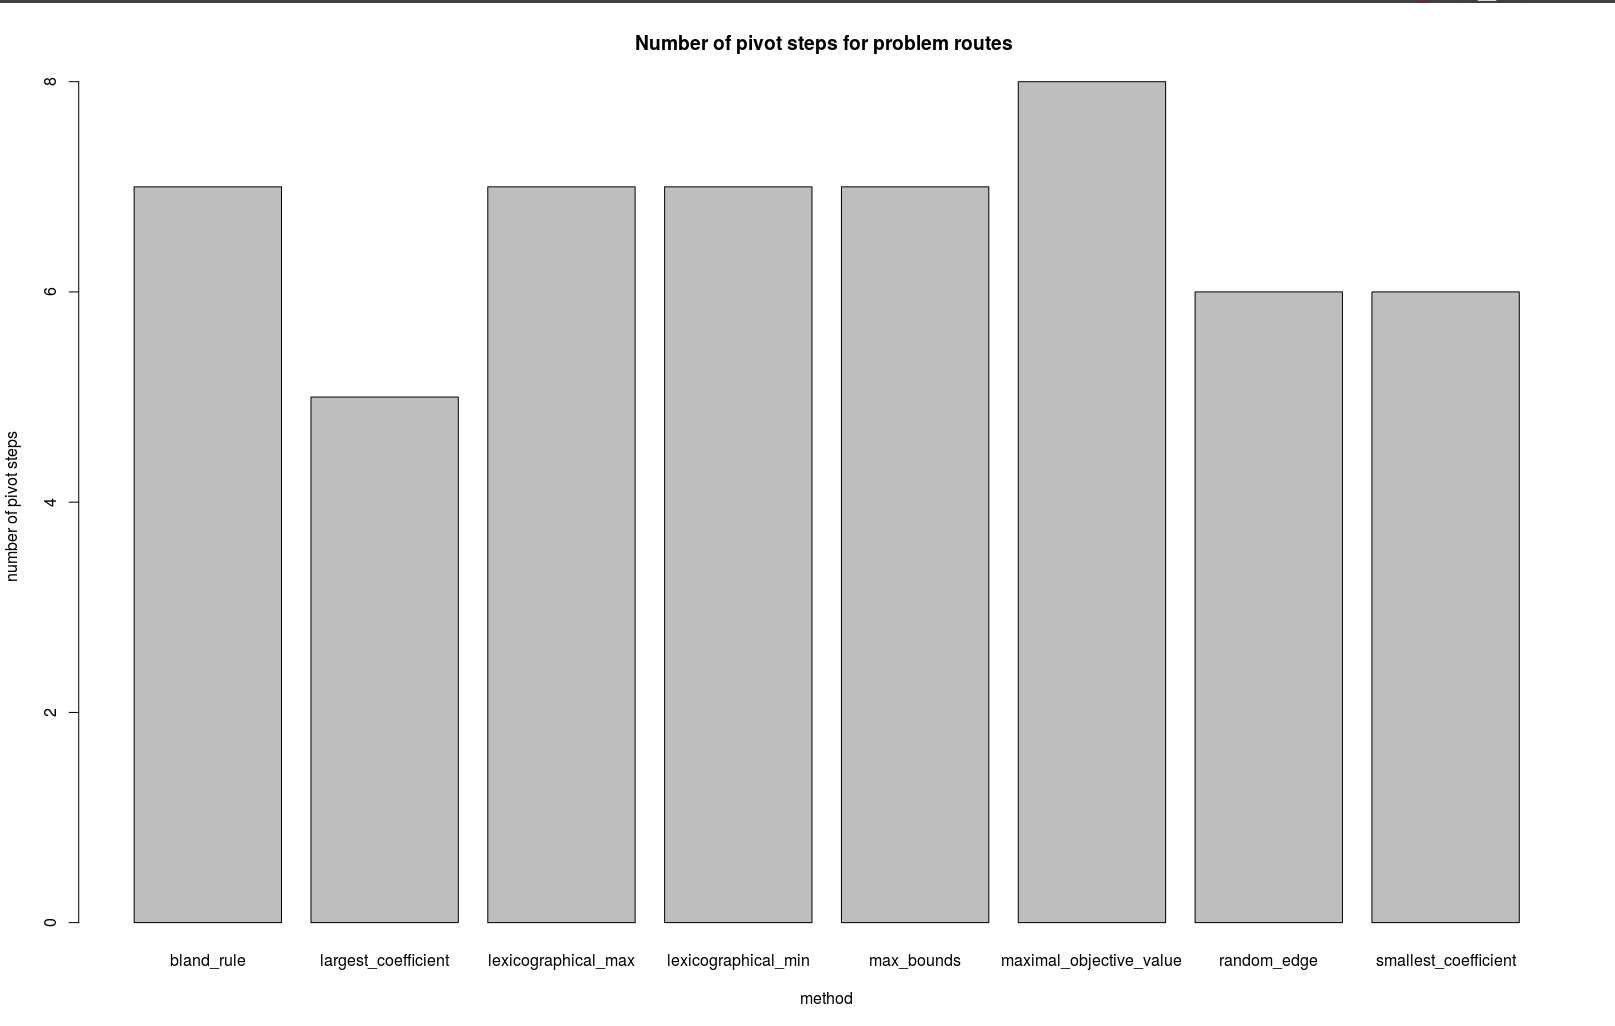 Number of pivot steps for problem routes
8
6
4
2
0
number of pivot steps
bland_rule largest_coefficient lexicographical_max lexicographical_min max_bounds maximal_objective_value random_edge smallest_coefficient
method